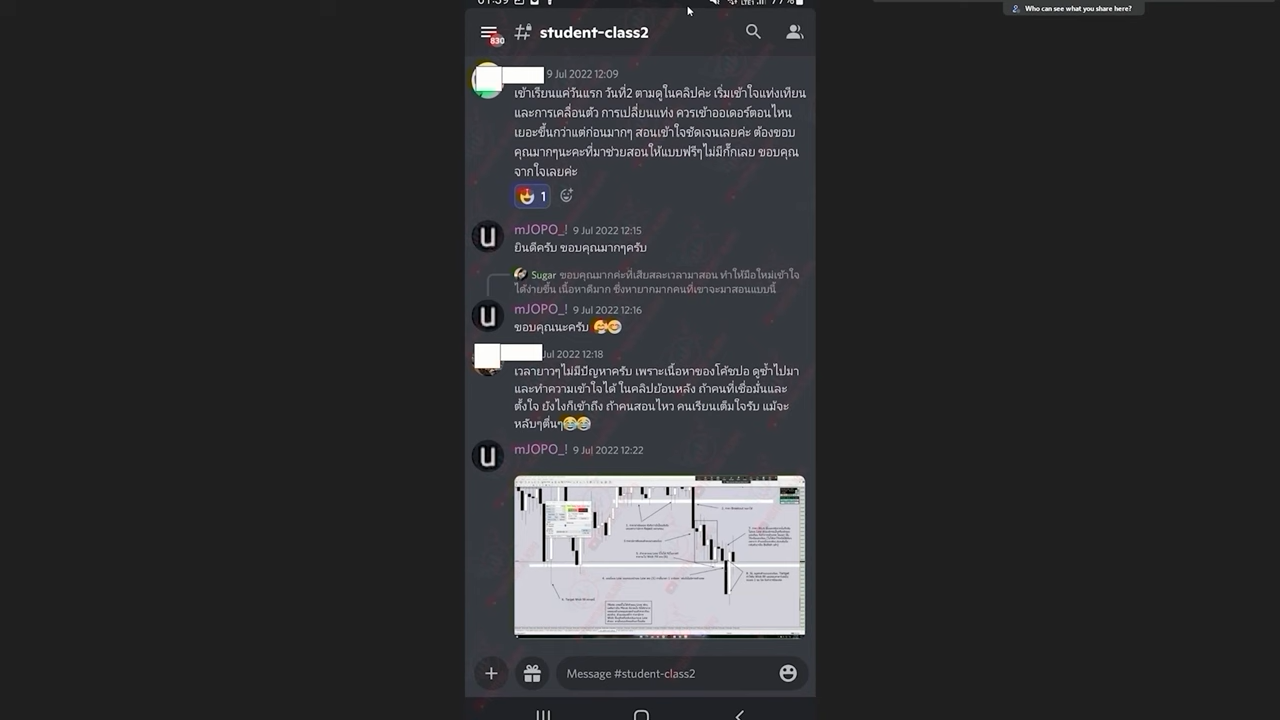 01:39
77%
Who can see what you share here?
830
student-class2
9 Jul 2022 12:09
เข้าเรียนแค่วันแรก วันที่2 ตามดูในคลิปค่ะ เริ่มเข้าใจแท่งเทียน
และการเคลื่อนตัว การเปลี่ยนแท่ง ควรเข้าออเดอร์ตอนไหน
เยอะขึ้นกว่าแต่ก่อนมากๆ สอนเข้าใจชัดเจนเลยค่ะ ต้องขอบ
คุณมากๆนะคะที่มาช่วยสอนให้แบบฟรีๆไม่มีกั๊กเลย ขอบคุณ
จากใจเลยค่ะ
1
mJOPO_! 9 Jul 2022 12:15
ยินดีครับ ขอบคุณมากๆครับ
Sugar ขอบคุณมากค่ะที่เสียสละเวลามาสอน ทำให้มือใหม่เข้าใจ
ได้ง่ายขึ้น เนื้อหาดีมาก ซึ่งหายากมากคนที่เขาจะมาสอนแบบนี้
mJOPO_! 9 Jul 2022 12:16
ขอบคุณนะครับ 🥰😊
Jul 2022 12:18
เวลายาวๆไม่มีปัญหาครับ เพราะเนื้อหาของโค้ชปอ ดูซ้ำไปมา
และทำความเข้าใจได้ ในคลิปย้อนหลัง ถ้าคนที่เชื่อมั่นและ
ตั้งใจ ยังไงก็เข้าถึง ถ้าคนสอนไหว คนเรียนเต็มใจรับ แม้จะ
หลับๆตื่นๆ😂😂
mJOPO_! 9 Jul 2022 12:22
Message #student-class2